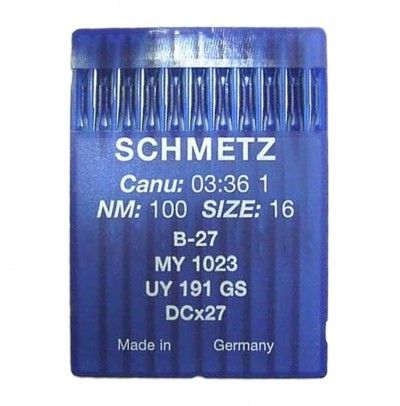 SCHMETZ
Canu: 03:36 1
NM: 100 SIZE: 16
B-27
MY 1023
UY 191 GS
DCx27
Made in Germany